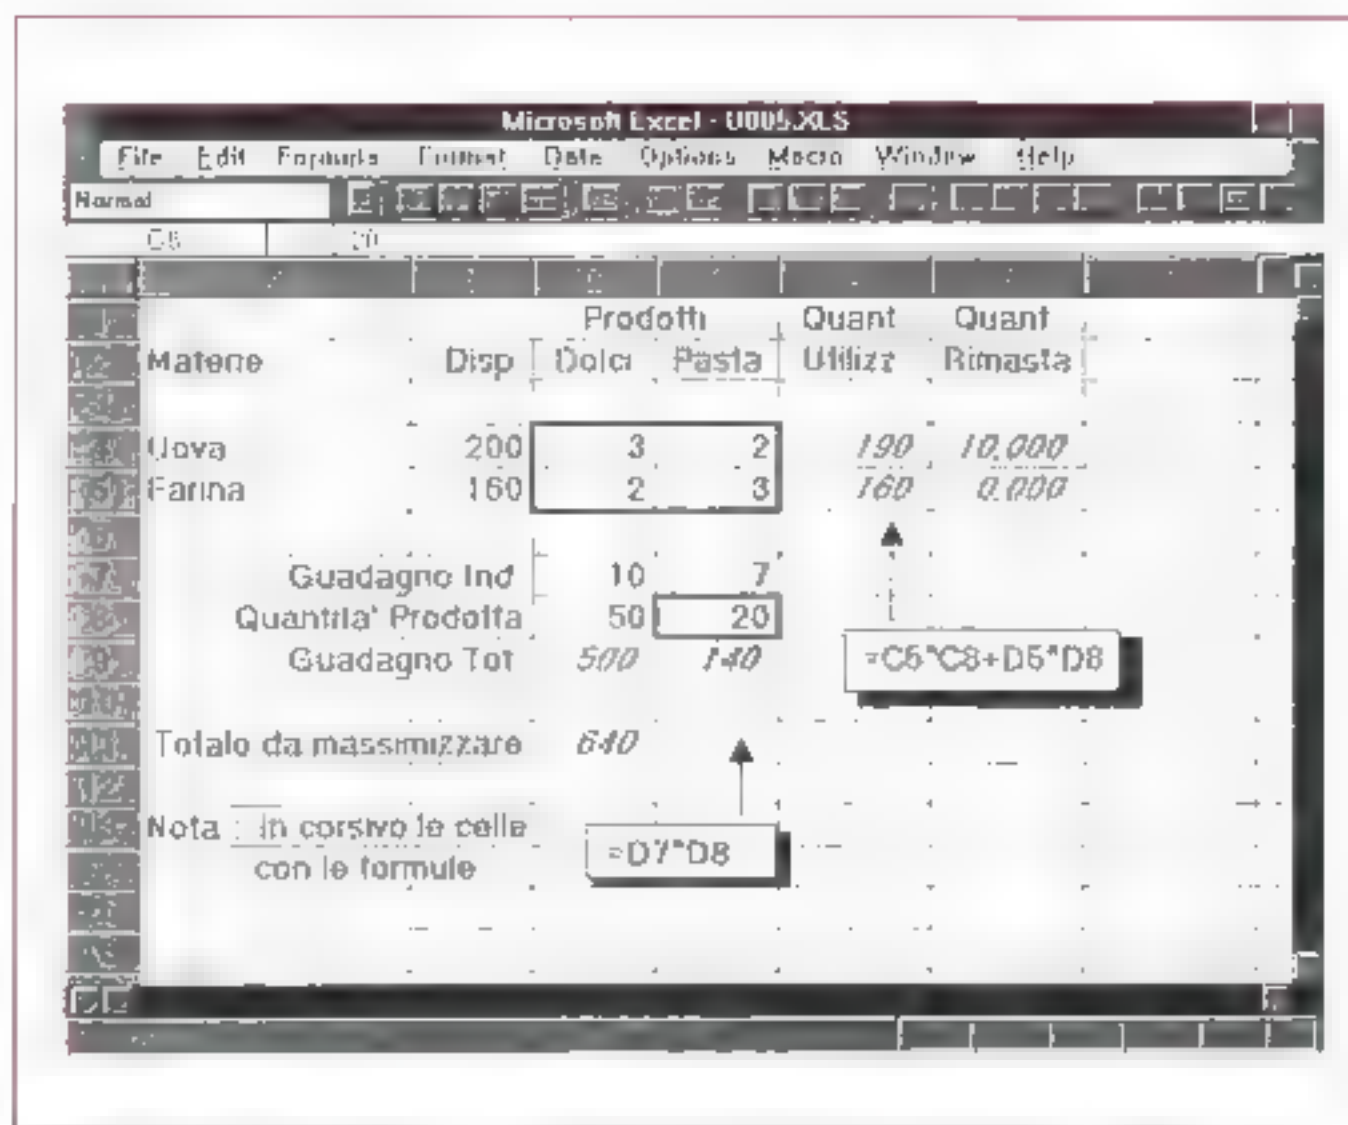 Microsoft Excel - U005.XLS
File Edit Formula Format Data Options Macro Window Help
Normal
20
Prodotti Quant Quant
Materie Disp Dolci Pasta Utilizz Rimasta
Uova 200 3 2 190 10.000
Farina 160 2 3 160 0.000
Guadagno Ind 10 7
Quantita' Prodotta 50 20
Guadagno Tot 500 140
=C5*C8+D5*D8
Totale da massimizzare 640
Nota : in corsivo le celle
con le formule
=D7*D8